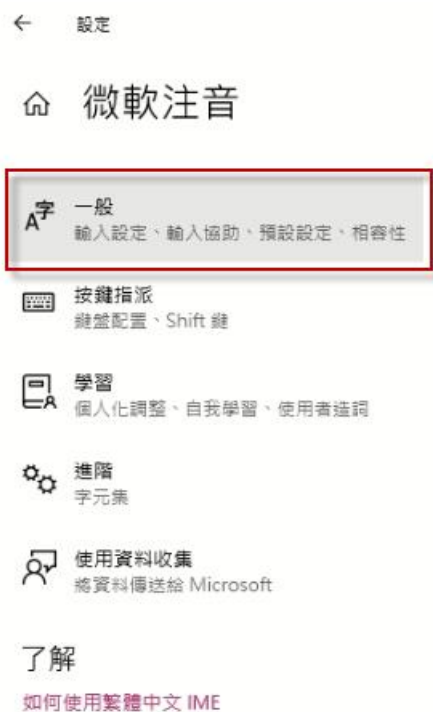 設定
微軟注音
一般
輸入設定、輸入協助、預設設定、相容性
按鍵指派
鍵盤配置、Shift 鍵
學習
個人化調整、自我學習、使用者造詞
進階
字元集
使用資料收集
將資料傳送給 Microsoft
了解
如何使用繁體中文 IME